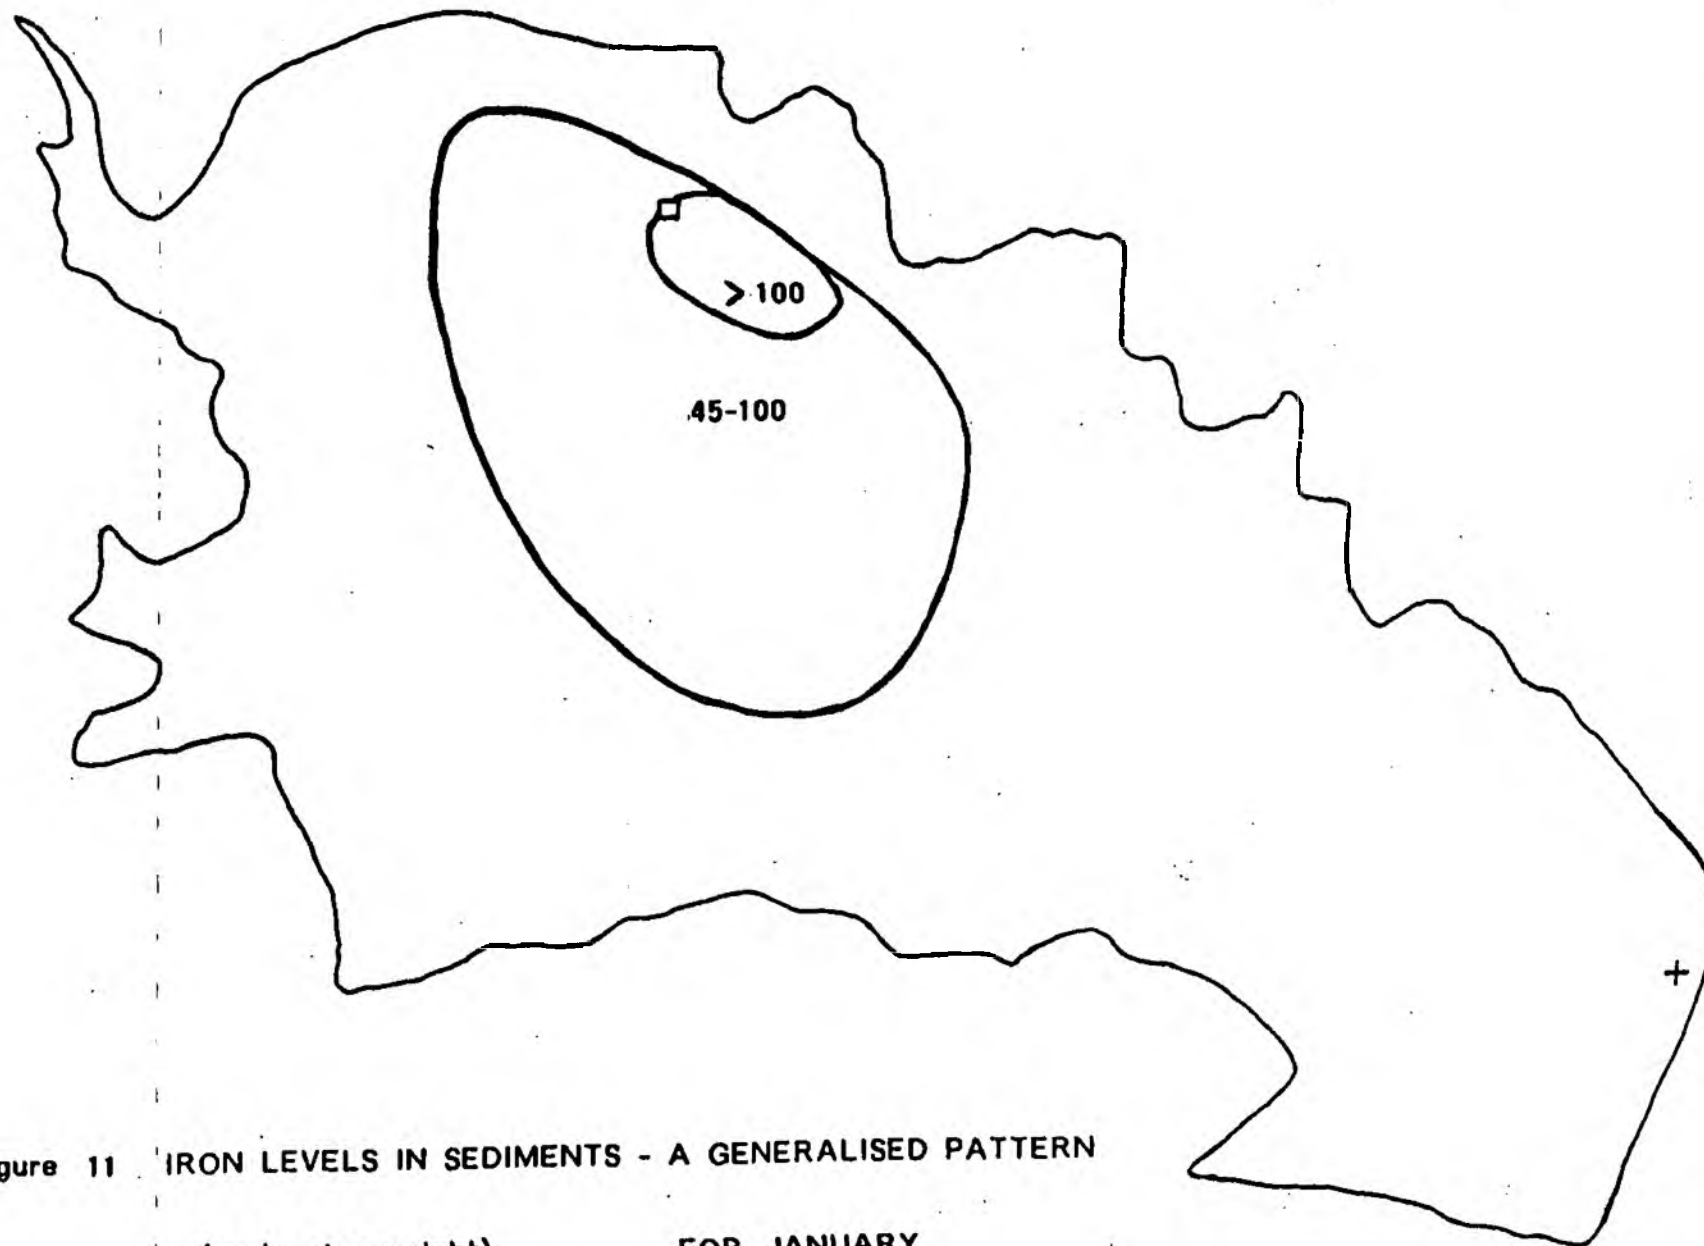 > 100
45-100
gure 11 IRON LEVELS IN SEDIMENTS - A GENERALISED PATTERN
FOR JANUARY